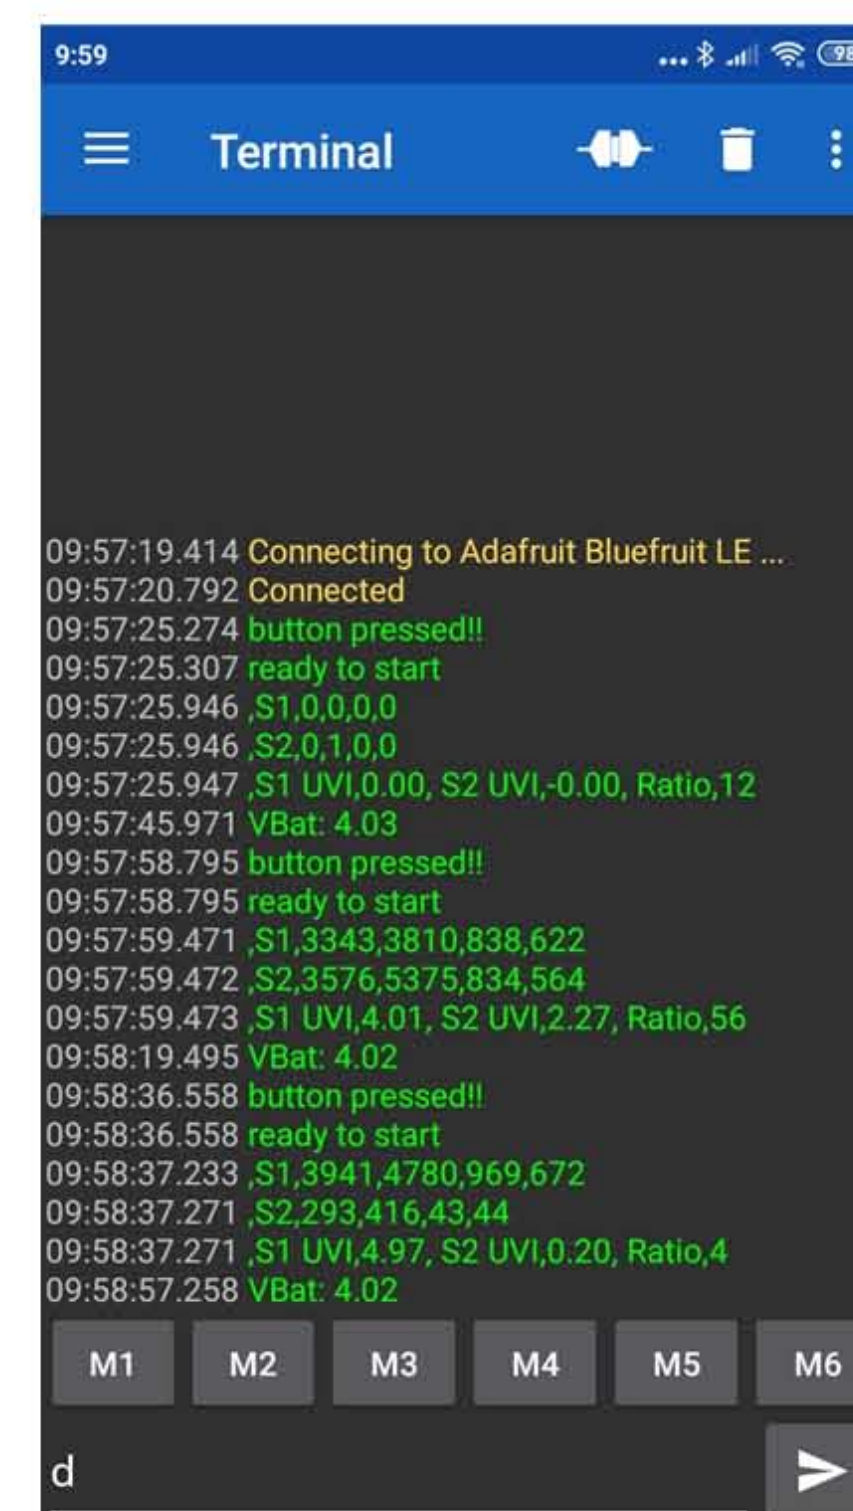 9:59
98
Terminal
09:57:19.414 Connecting to Adafruit Bluefruit LE ...
09:57:20.792 Connected
09:57:25.274 button pressed!!
09:57:25.307 ready to start
09:57:25.946 ,S1,0,0,0,0
09:57:25.946 ,S2,0,1,0,0
09:57:25.947 ,S1 UVI,0.00, S2 UVI,-0.00, Ratio,12
09:57:45.971 VBat: 4.03
09:57:58.795 button pressed!!
09:57:58.795 ready to start
09:57:59.471 ,S1,3343,3810,838,622
09:57:59.472 ,S2,3576,5375,834,564
09:57:59.473 ,S1 UVI,4.01, S2 UVI,2.27, Ratio,56
09:58:19.495 VBat: 4.02
09:58:36.558 button pressed!!
09:58:36.558 ready to start
09:58:37.233 ,S1,3941,4780,969,672
09:58:37.271 ,S2,293,416,43,44
09:58:37.271 ,S1 UVI,4.97, S2 UVI,0.20, Ratio,4
09:58:57.258 VBat: 4.02
M1 M2 M3 M4 M5 M6
d